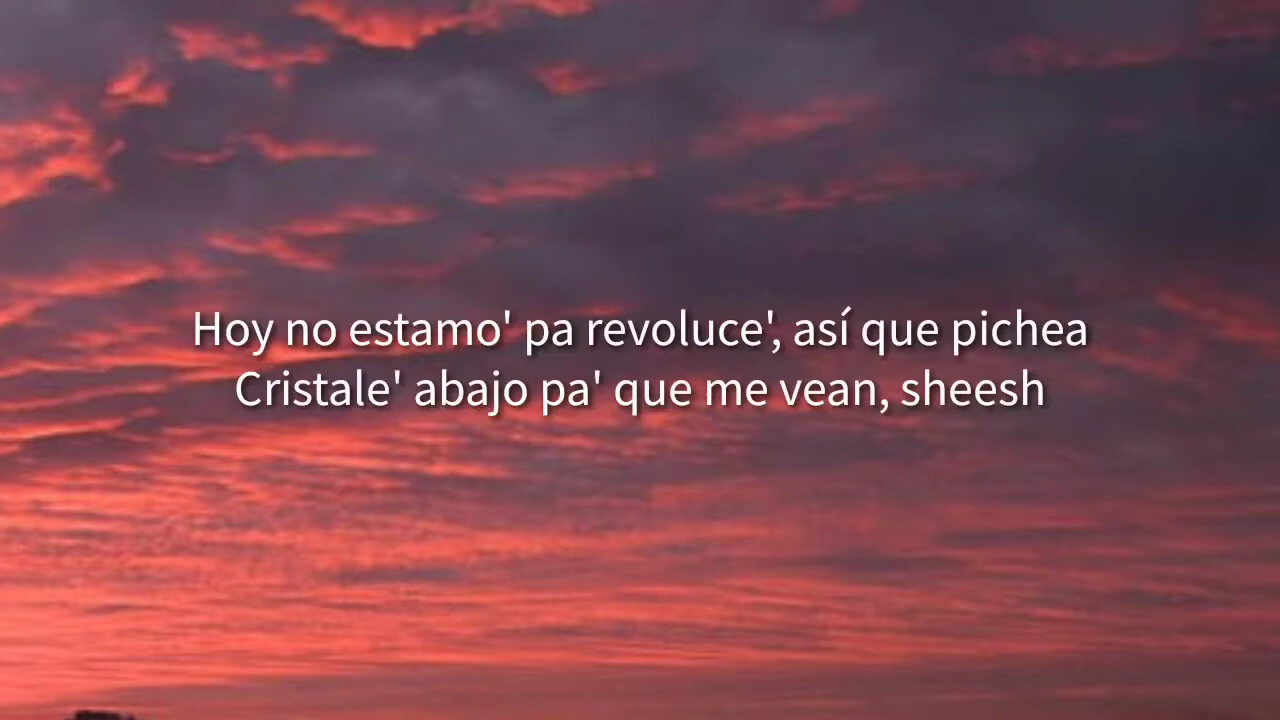 Hoy no estamo' pa revoluce', así que pichea
Cristale' abajo pa' que me vean, sheesh